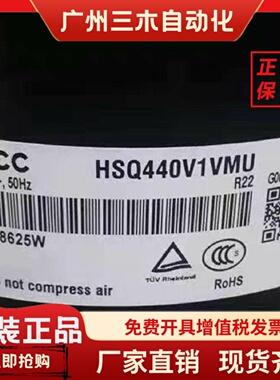 广州三木自动化
正
保
CC
HSQ440V1VMU
, 50Hz
R22
8625W
not compress air
TÜV Rheinland
CCC
RoHS
装正品
立即抢购
免费开具增值税发票
厂家直销 现货